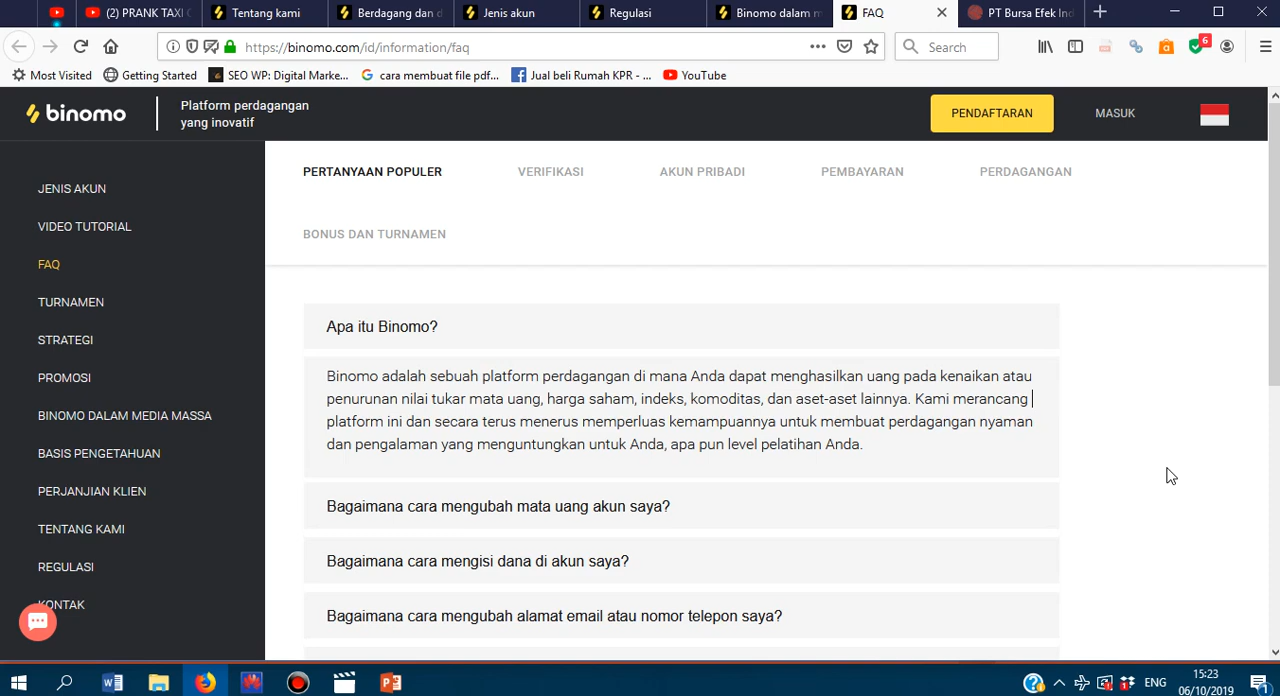 (2) PRANK TAXI
Tentang kami
Berdagang dan d
Jenis akun
Regulasi
Binomo dalam m
FAQ
PT Bursa Efek Ind
https://binomo.com/id/information/faq
Search
6
Most Visited
Getting Started
SEO WP: Digital Marke...
cara membuat file pdf...
Jual beli Rumah KPR - ...
YouTube
binomo
Platform perdagangan
yang inovatif
PENDAFTARAN
MASUK
JENIS AKUN
VIDEO TUTORIAL
FAQ
TURNAMEN
STRATEGI
PROMOSI
BINOMO DALAM MEDIA MASSA
BASIS PENGETAHUAN
PERJANJIAN KLIEN
TENTANG KAMI
REGULASI
KONTAK
PERTANYAAN POPULER
VERIFIKASI
AKUN PRIBADI
PEMBAYARAN
PERDAGANGAN
BONUS DAN TURNAMEN
Apa itu Binomo?
Binomo adalah sebuah platform perdagangan di mana Anda dapat menghasilkan uang pada kenaikan atau
penurunan nilai tukar mata uang, harga saham, indeks, komoditas, dan aset-aset lainnya. Kami merancang
platform ini dan secara terus menerus memperluas kemampuannya untuk membuat perdagangan nyaman
dan pengalaman yang menguntungkan untuk Anda, apa pun level pelatihan Anda.
Bagaimana cara mengubah mata uang akun saya?
Bagaimana cara mengisi dana di akun saya?
Bagaimana cara mengubah alamat email atau nomor telepon saya?
ENG
15:23
06/10/2019